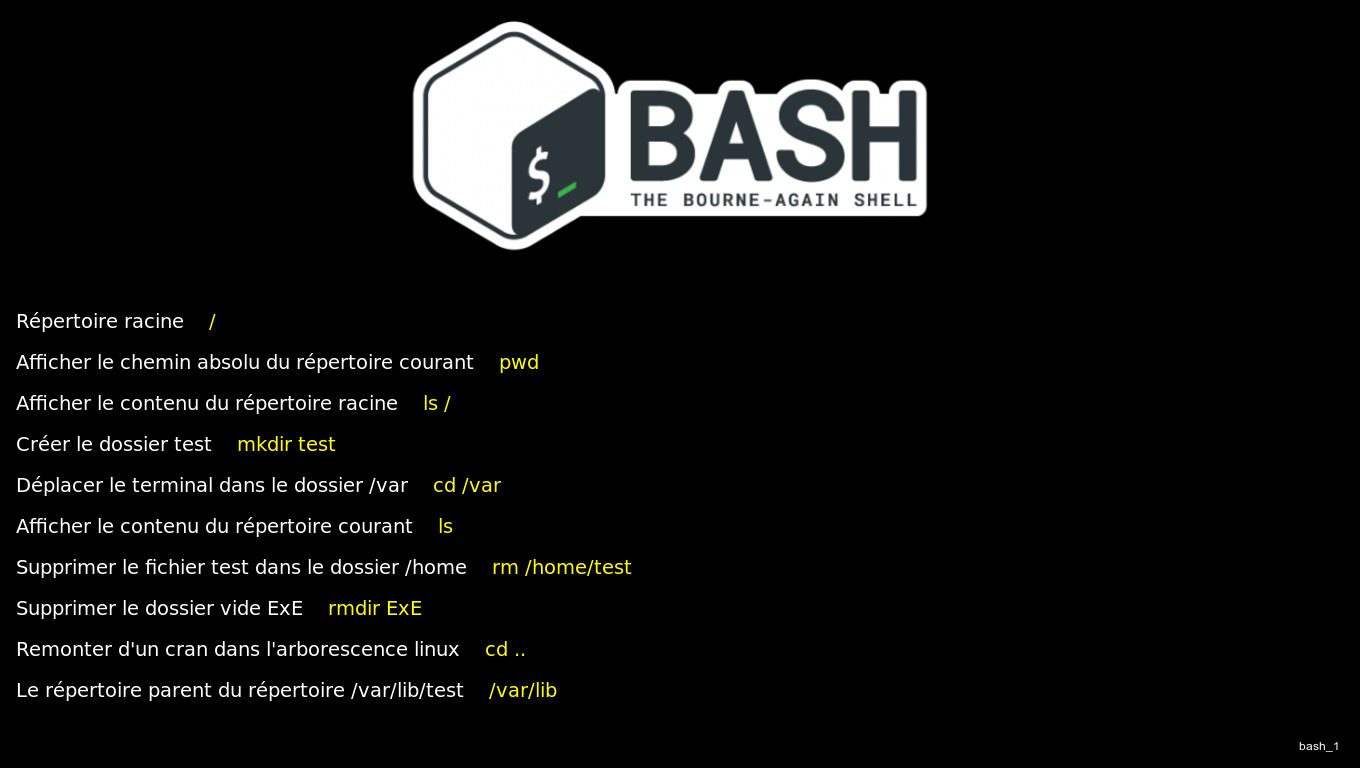 $_
BASH
THE BOURNE-AGAIN SHELL
Répertoire racine /
Afficher le chemin absolu du répertoire courant pwd
Afficher le contenu du répertoire racine ls /
Créer le dossier test mkdir test
Déplacer le terminal dans le dossier /var cd /var
Afficher le contenu du répertoire courant ls
Supprimer le fichier test dans le dossier /home rm /home/test
Supprimer le dossier vide ExE rmdir ExE
Remonter d'un cran dans l'arborescence linux cd ..
Le répertoire parent du répertoire /var/lib/test /var/lib
bash_1